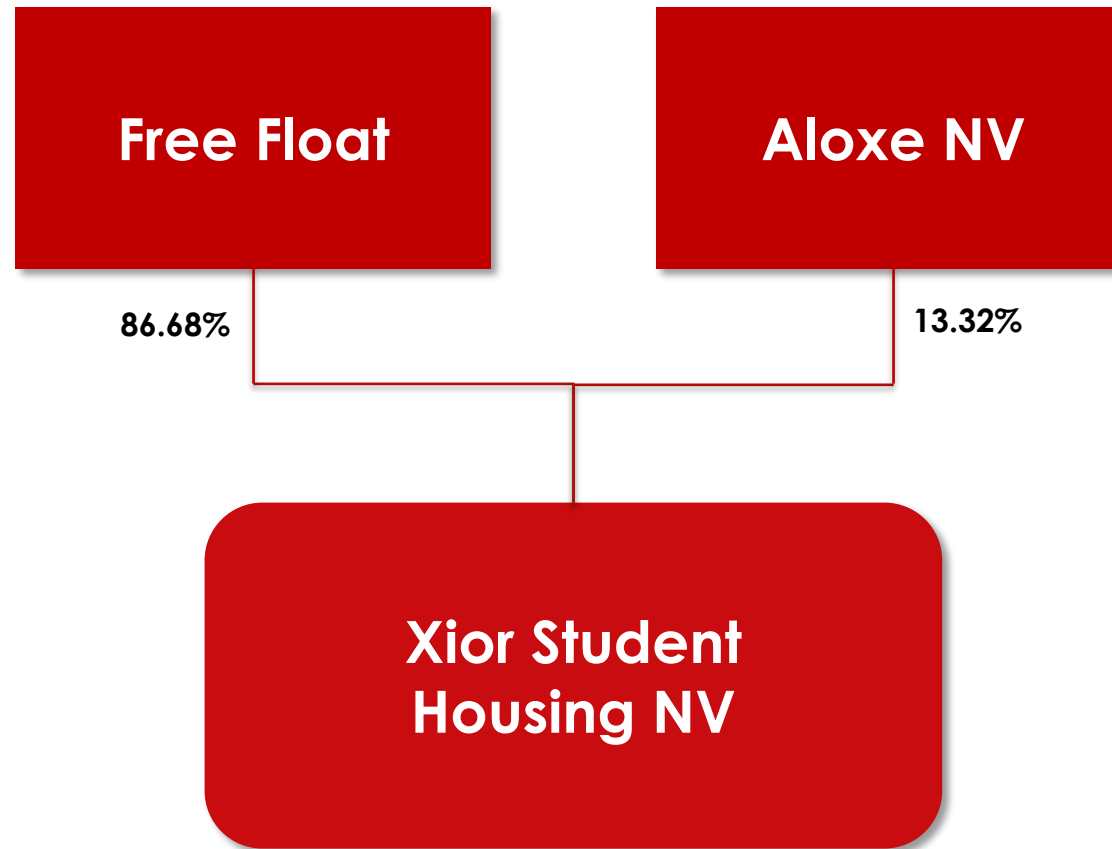 Free Float
Aloxe NV
86.68%
13.32%
Xior Student
Housing NV